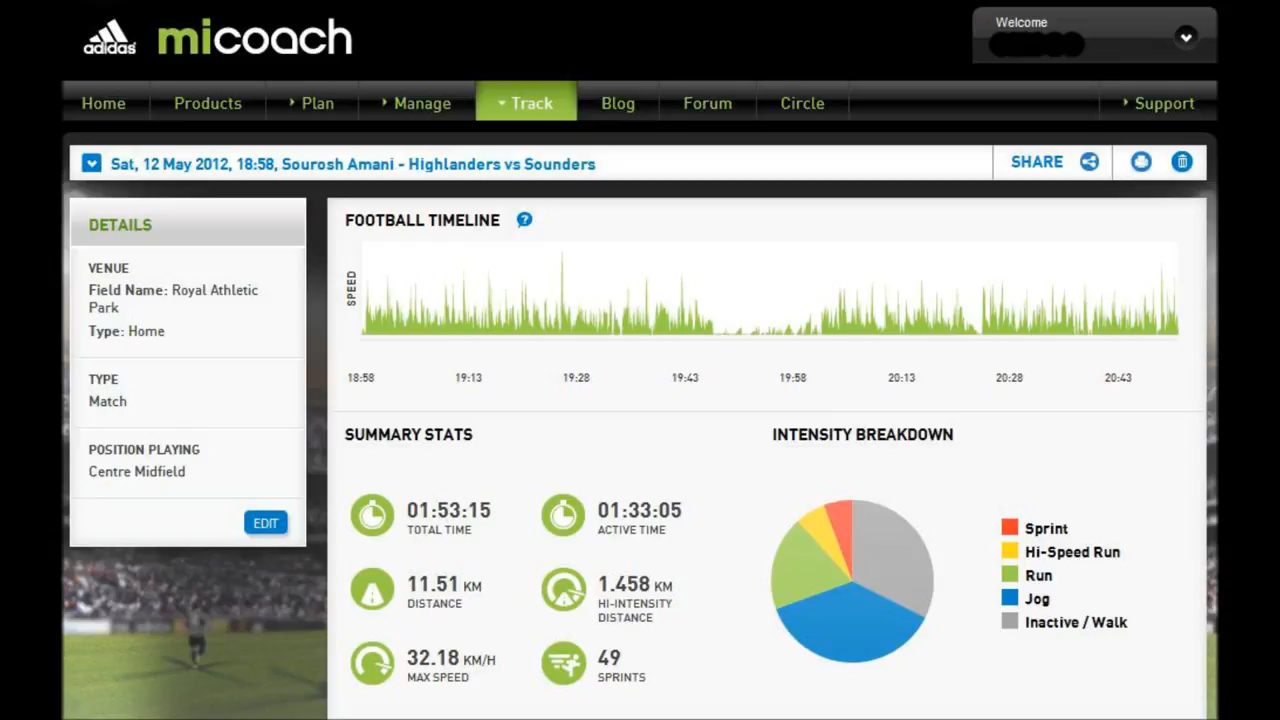 adidas micoach
Welcome
Home Products Plan Manage Track Blog Forum Circle Support
Sat, 12 May 2012, 18:58, Sourosh Amani - Highlanders vs Sounders
SHARE
DETAILS
VENUE
Field Name: Royal Athletic
Park
Type: Home
TYPE
Match
POSITION PLAYING
Centre Midfield
EDIT
FOOTBALL TIMELINE ?
SPEED
18:58 19:13 19:28 19:43 19:58 20:13 20:28 20:43
SUMMARY STATS
01:53:15
TOTAL TIME
01:33:05
ACTIVE TIME
11.51 KM
DISTANCE
1.458 KM
HI-INTENSITY
DISTANCE
32.18 KM/H
MAX SPEED
49
SPRINTS
INTENSITY BREAKDOWN
Sprint
Hi-Speed Run
Run
Jog
Inactive / Walk